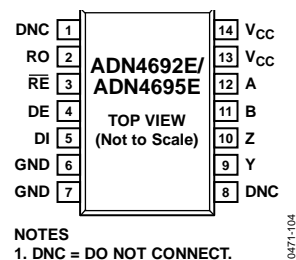 DNC 1
RO 2
RE 3
DE 4
DI 5
GND 6
GND 7
ADN4692E/
ADN4695E
TOP VIEW
(Not to Scale)
14 VCC
13 VCC
12 A
11 B
10 Z
9 Y
8 DNC
NOTES
1. DNC = DO NOT CONNECT.
0471-104